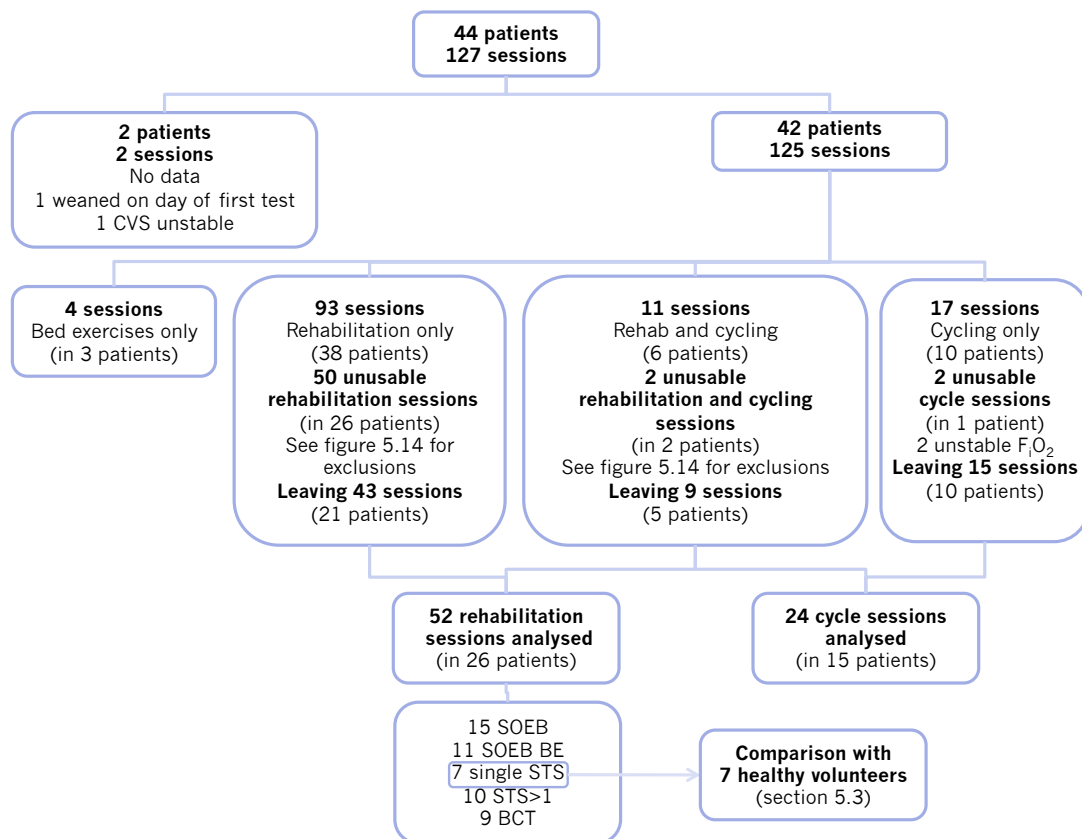 44 patients
127 sessions
2 patients
2 sessions
No data
1 weaned on day of first test
1 CVS unstable
42 patients
125 sessions
4 sessions
Bed exercises only
(in 3 patients)
93 sessions
Rehabilitation only
(38 patients)
50 unusable
rehabilitation sessions
(in 26 patients)
See figure 5.14 for
exclusions
Leaving 43 sessions
(21 patients)
11 sessions
Rehab and cycling
(6 patients)
2 unusable
rehabilitation and cycling
sessions
(in 2 patients)
See figure 5.14 for exclusions
Leaving 9 sessions
(5 patients)
17 sessions
Cycling only
(10 patients)
2 unusable
cycle sessions
(in 1 patient)
2 unstable FiO2
Leaving 15 sessions
(10 patients)
52 rehabilitation
sessions analysed
(in 26 patients)
24 cycle sessions
analysed
(in 15 patients)
15 SOEB
11 SOEB BE
7 single STS
10 STS>1
9 BCT
Comparison with
7 healthy volunteers
(section 5.3)